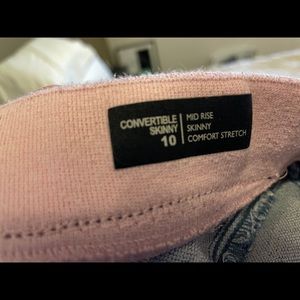 CONVERTIBLE
SKINNY
10
MID RISE
SKINNY
COMFORT STRETCH